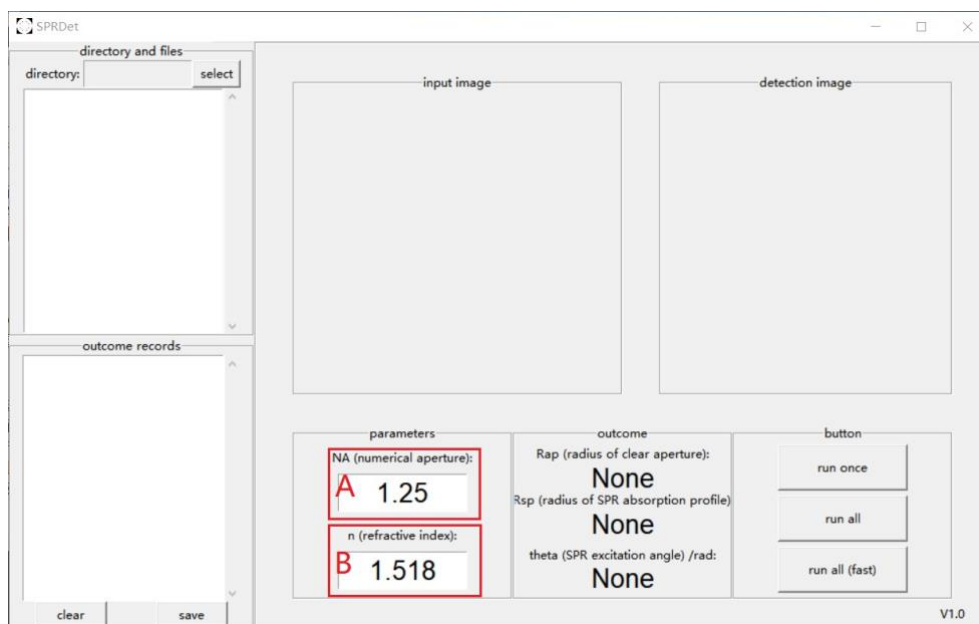 SPRDet
directory and files
directory: select
outcome records
clear save
input image
detection image
parameters
NA (numerical aperture):
A 1.25
n (refractive index):
B 1.518
outcome
Rap (radius of clear aperture):
None
Rsp (radius of SPR absorption profile)
None
theta (SPR excitation angle) /rad:
None
button
run once
run all
run all (fast)
V1.0